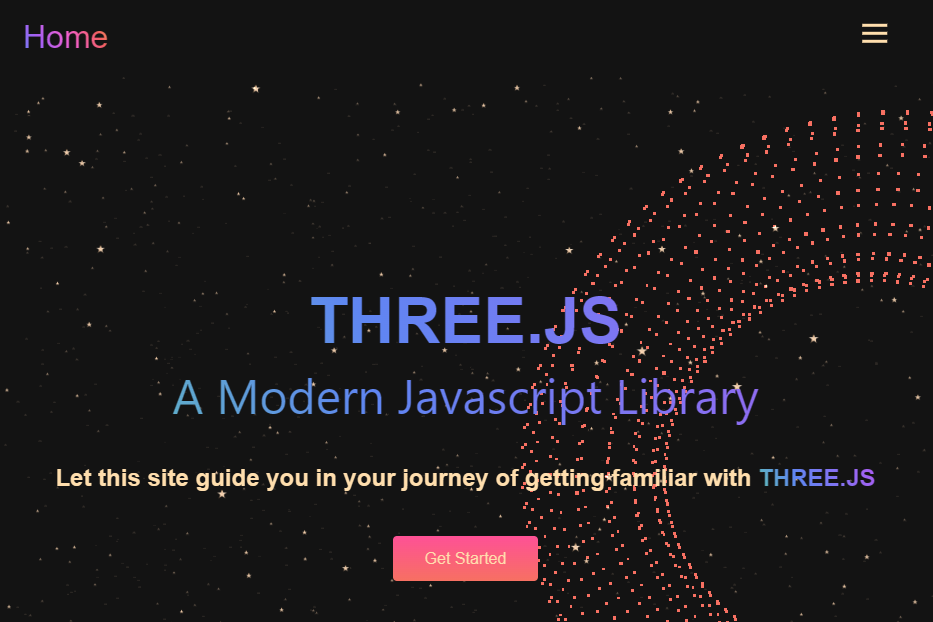 Home
THREE.JS
A Modern Javascript Library
Let this site guide you in your journey of getting familiar with THREE.JS
Get Started